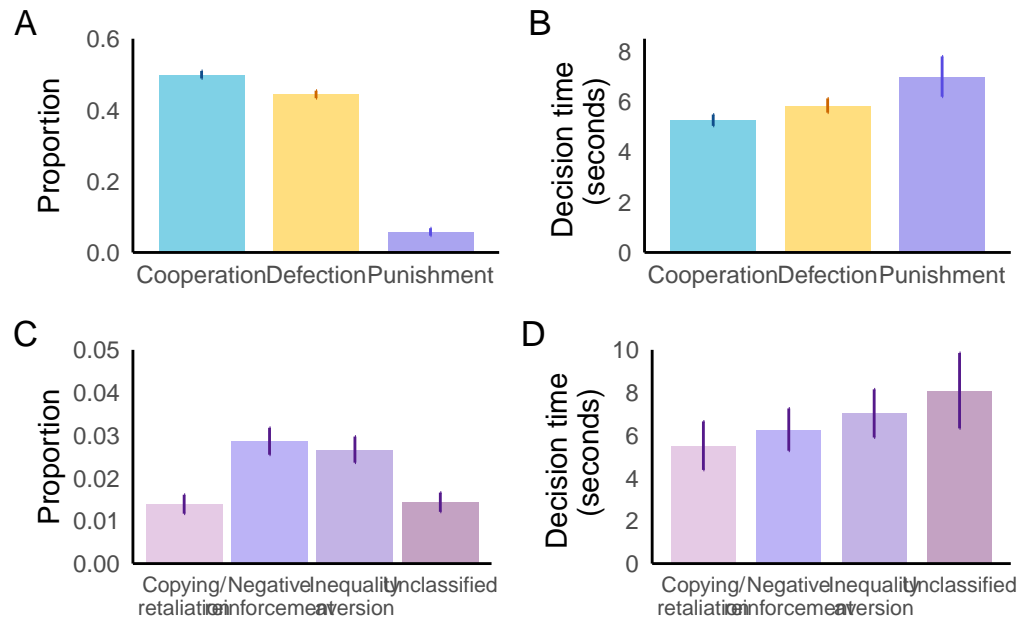 A
Proportion
0.6
0.4
0.2
0.0
Cooperation
Defection
Punishment
B
Decision time
(seconds)
8
6
4
2
0
Cooperation
Defection
Punishment
C
Proportion
0.05
0.04
0.03
0.02
0.01
0.00
Copying/
retaliation
Negative
reinforcement
Inequality
aversion
Unclassified
D
Decision time
(seconds)
10
8
6
4
2
0
Copying/
retaliation
Negative
reinforcement
Inequality
aversion
Unclassified